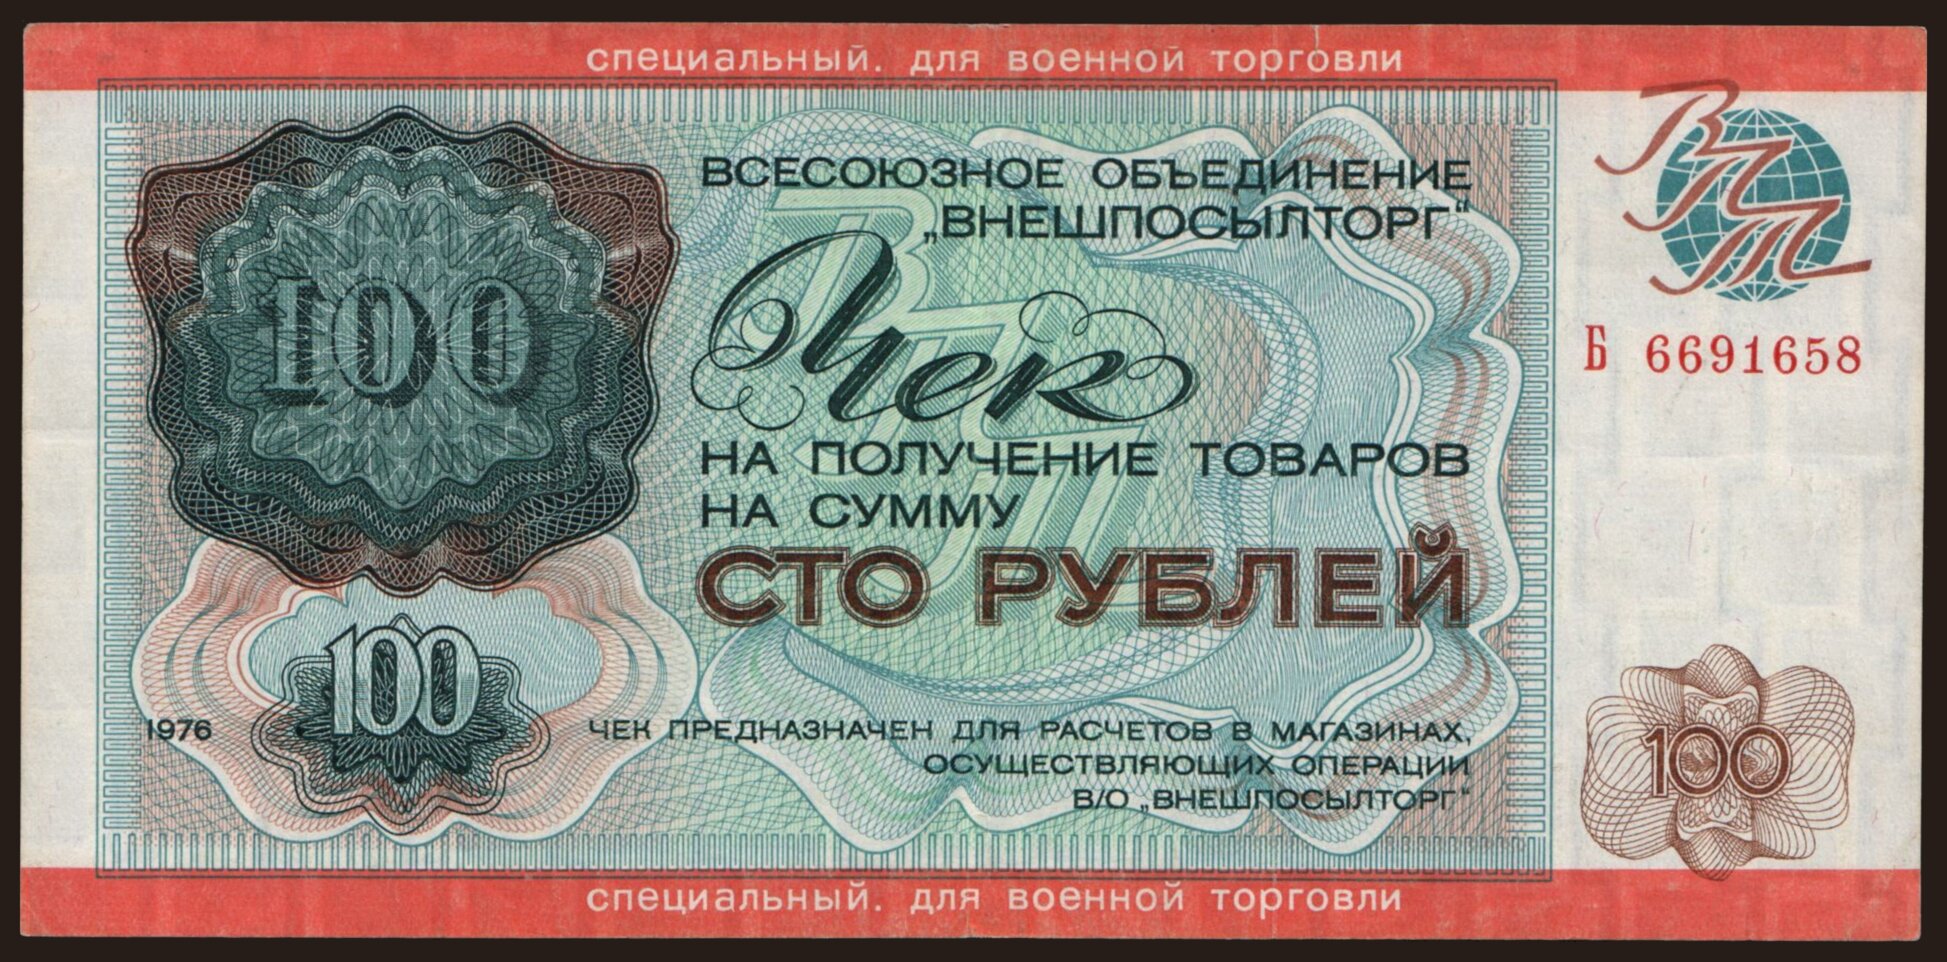 специальный. для военной торговли
ВСЕСОЮЗНОЕ ОБЪЕДИНЕНИЕ
„ВНЕШПОСЫЛТОРГ“
ВПТ
100
Чек
Б 6691658
НА ПОЛУЧЕНИЕ ТОВАРОВ
НА СУММУ
СТО РУБЛЕЙ
100
1976
ЧЕК ПРЕДНАЗНАЧЕН ДЛЯ РАСЧЕТОВ В МАГАЗИНАХ,
ОСУЩЕСТВЛЯЮЩИХ ОПЕРАЦИИ
В/О „ВНЕШПОСЫЛТОРГ“
100
специальный. для военной торговли